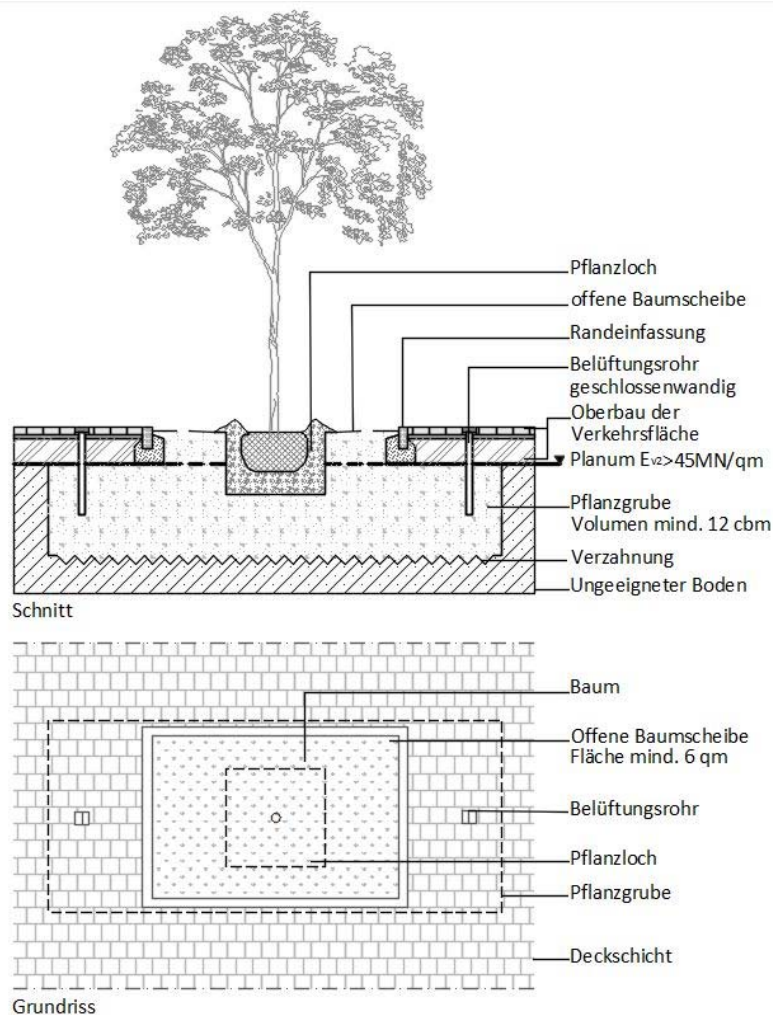 Pflanzloch
offene Baumscheibe
Randeinfassung
Belüftungsrohr
geschlossenwandig
Oberbau der
Verkehrsfläche
Planum Ev2>45MN/qm
Pflanzgrube
Volumen mind. 12 cbm
Verzahnung
Ungeeigneter Boden
Schnitt
Baum
Offene Baumscheibe
Fläche mind. 6 qm
Belüftungsrohr
Pflanzloch
Pflanzgrube
Deckschicht
Grundriss